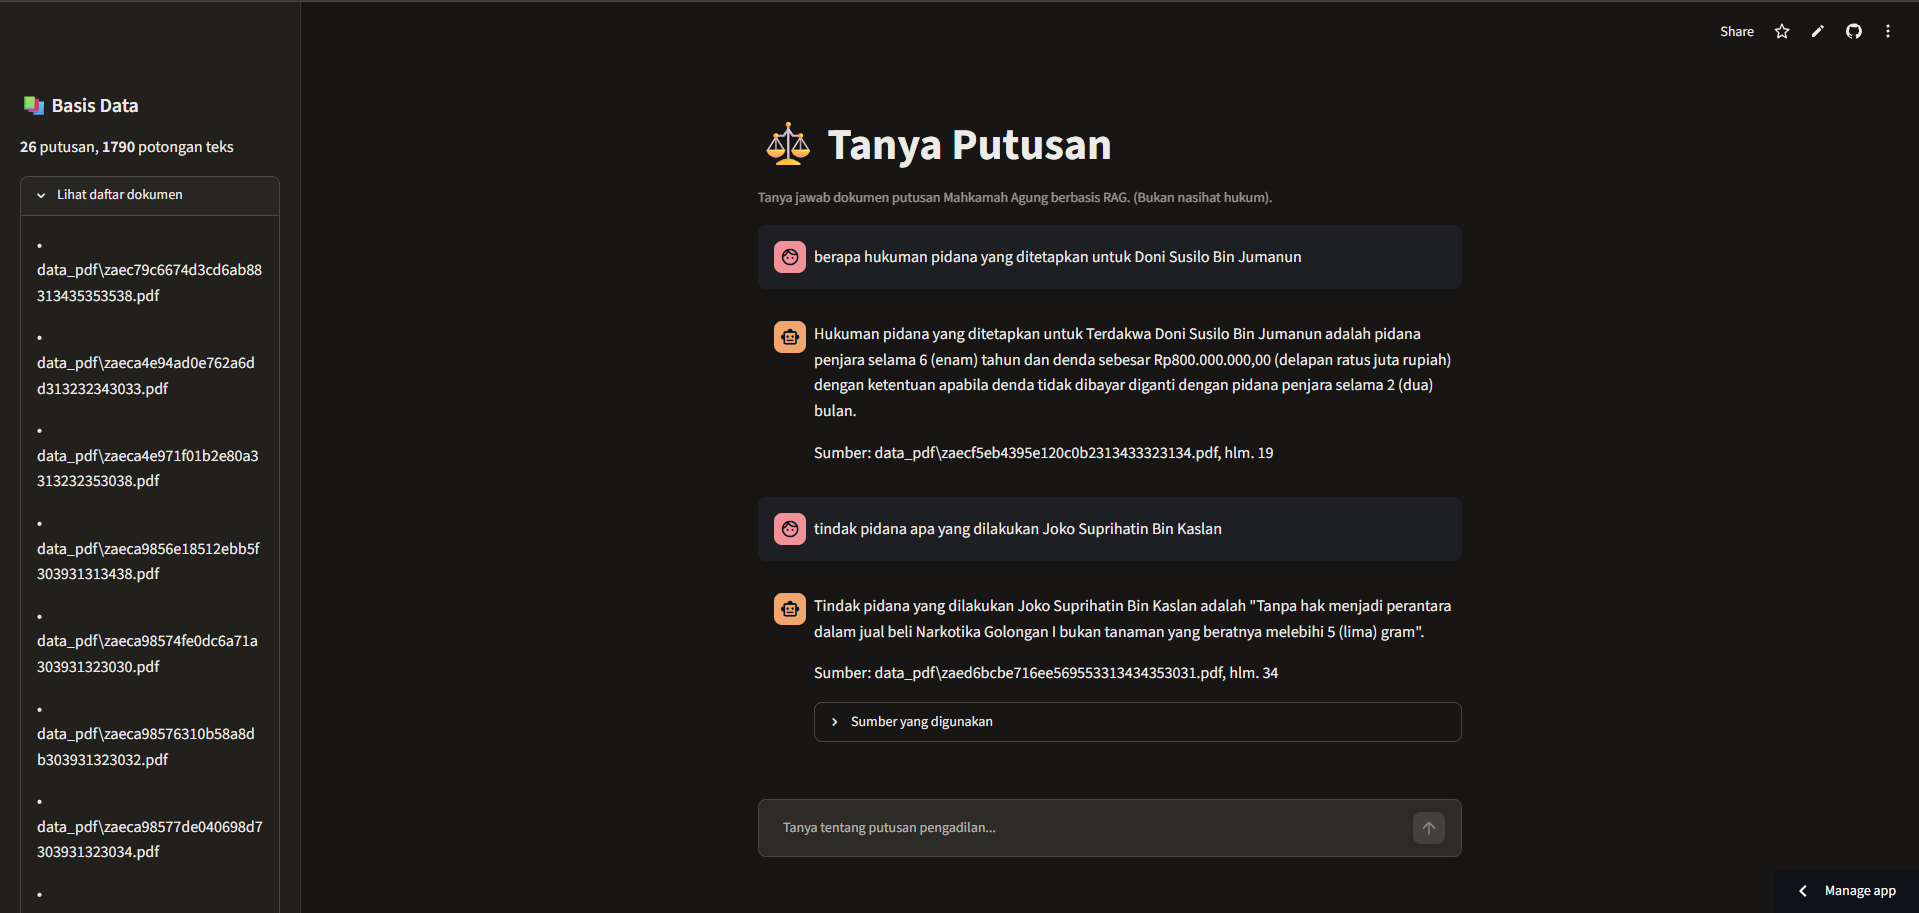 Share
Basis Data
26 putusan, 1790 potongan teks
Lihat daftar dokumen
•
data_pdf\zaec79c6674d3cd6ab88
313435353538.pdf
•
data_pdf\zaeca4e94ad0e762a6d
d313232343033.pdf
•
data_pdf\zaeca4e971f01b2e80a3
313232353038.pdf
•
data_pdf\zaeca9856e18512ebb5f
303931313438.pdf
•
data_pdf\zaeca98574fe0dc6a71a
303931323030.pdf
•
data_pdf\zaeca98576310b58a8d
b303931323032.pdf
•
data_pdf\zaeca98577de040698d7
303931323034.pdf
•
Tanya Putusan
Tanya jawab dokumen putusan Mahkamah Agung berbasis RAG. (Bukan nasihat hukum).
berapa hukuman pidana yang ditetapkan untuk Doni Susilo Bin Jumanun
Hukuman pidana yang ditetapkan untuk Terdakwa Doni Susilo Bin Jumanun adalah pidana
penjara selama 6 (enam) tahun dan denda sebesar Rp800.000.000,00 (delapan ratus juta rupiah)
dengan ketentuan apabila denda tidak dibayar diganti dengan pidana penjara selama 2 (dua)
bulan.
Sumber: data_pdf\zaecf5eb4395e120c0b2313433323134.pdf, hlm. 19
tindak pidana apa yang dilakukan Joko Suprihatin Bin Kaslan
Tindak pidana yang dilakukan Joko Suprihatin Bin Kaslan adalah "Tanpa hak menjadi perantara
dalam jual beli Narkotika Golongan I bukan tanaman yang beratnya melebihi 5 (lima) gram".
Sumber: data_pdf\zaed6bcbe716ee569553313434353031.pdf, hlm. 34
Sumber yang digunakan
Tanya tentang putusan pengadilan...
Manage app